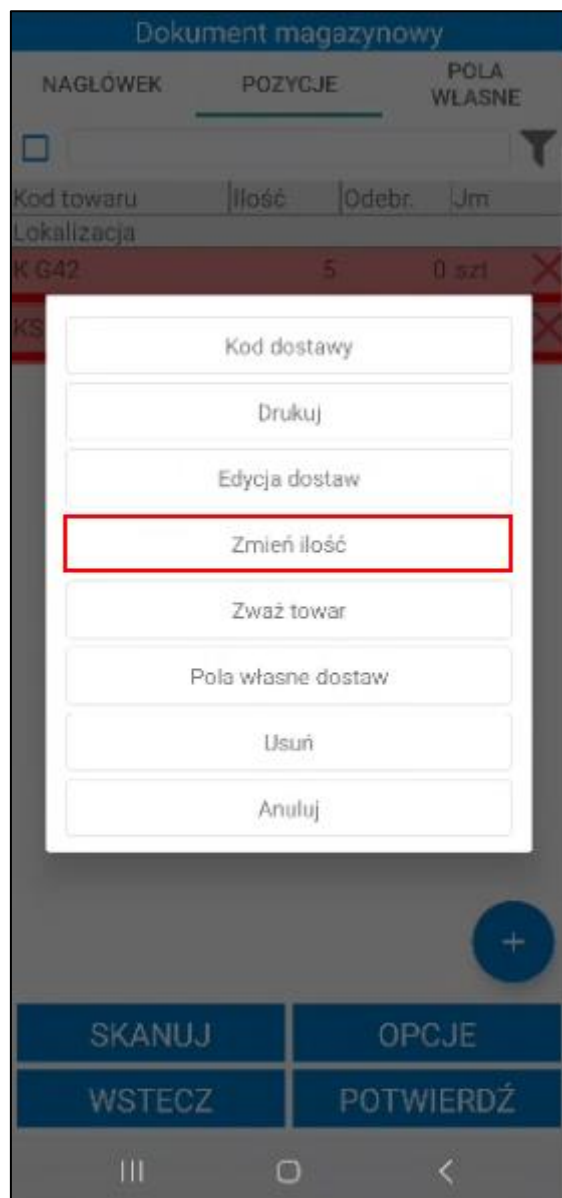 Dokument magazynowy
NAGŁÓWEK POZYCJE POLA WŁASNE
Kod towaru Ilość Odebr. Jm
Lokalizacja
K G42 5 0 szt
KS
Kod dostawy
Drukuj
Edycja dostaw
Zmień ilość
Zważ towar
Pola własne dostaw
Usuń
Anuluj
+
SKANUJ OPCJE
WSTECZ POTWIERDŹ